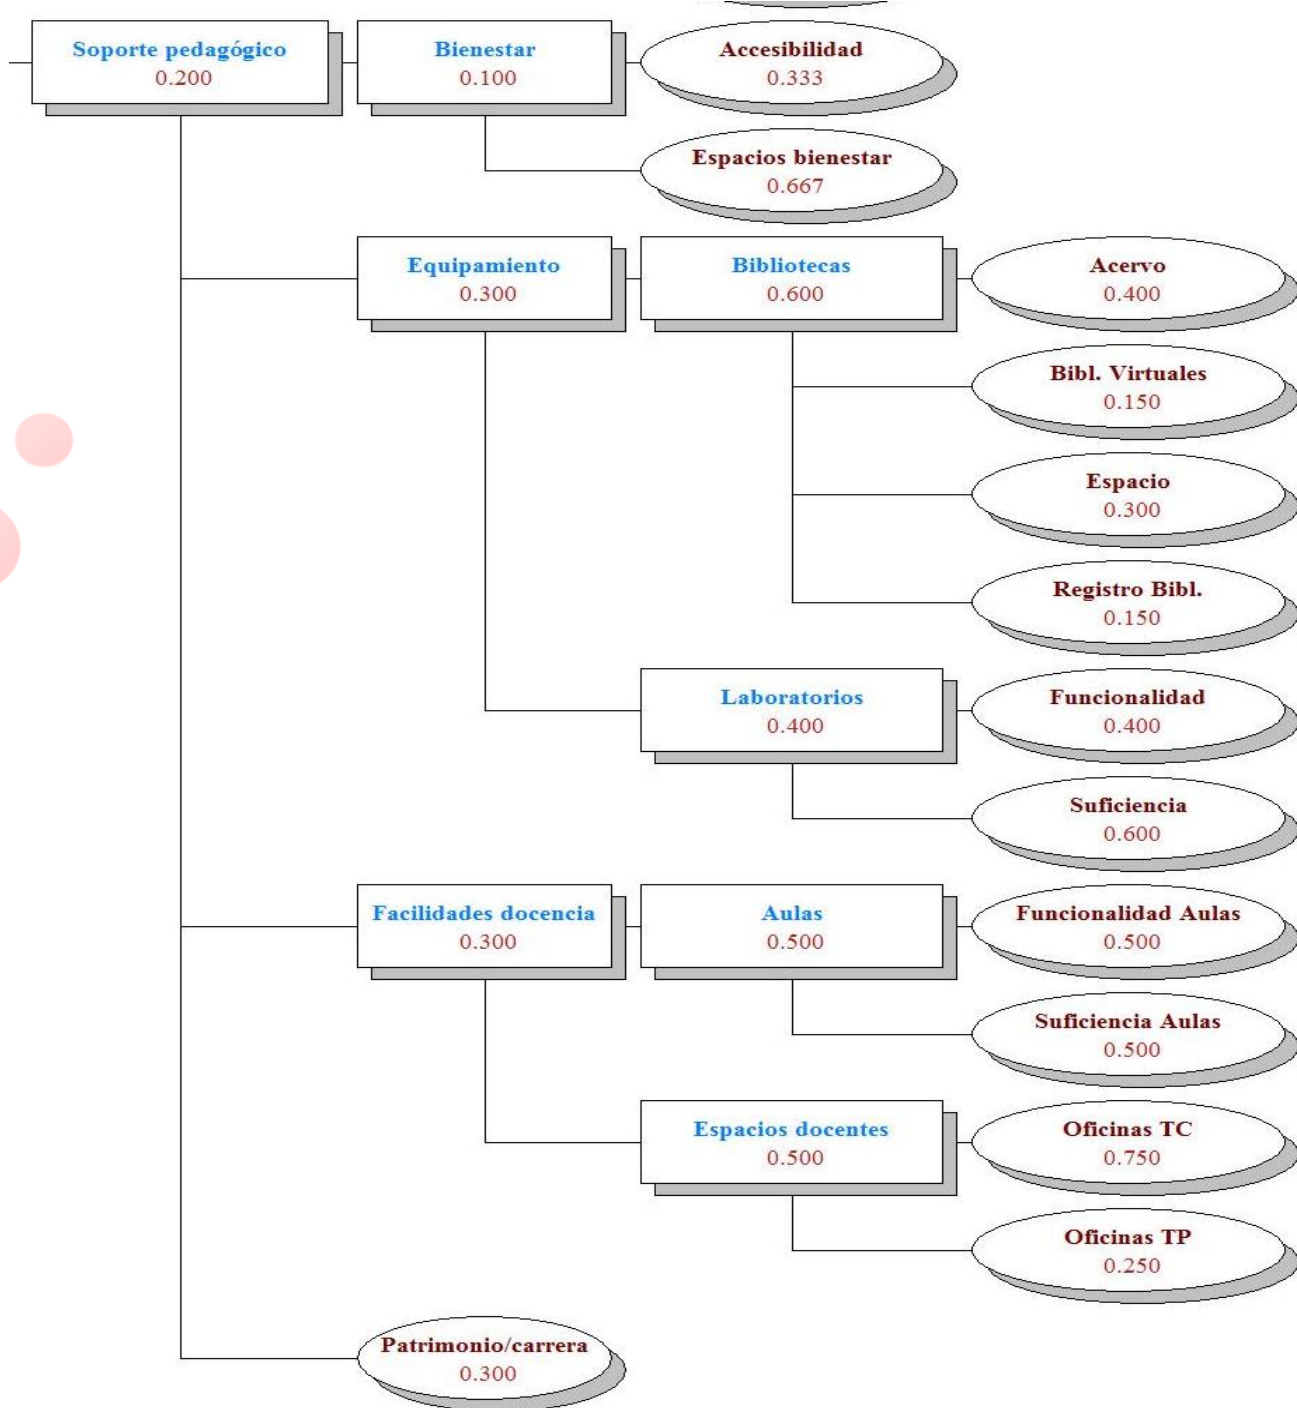 Soporte pedagógico
0.200
Bienestar
0.100
Accesibilidad
0.333
Espacios bienestar
0.667
Equipamiento
0.300
Bibliotecas
0.600
Acervo
0.400
Bibl. Virtuales
0.150
Espacio
0.300
Registro Bibl.
0.150
Laboratorios
0.400
Funcionalidad
0.400
Suficiencia
0.600
Facilidades docencia
0.300
Aulas
0.500
Funcionalidad Aulas
0.500
Suficiencia Aulas
0.500
Espacios docentes
0.500
Oficinas TC
0.750
Oficinas TP
0.250
Patrimonio/carrera
0.300